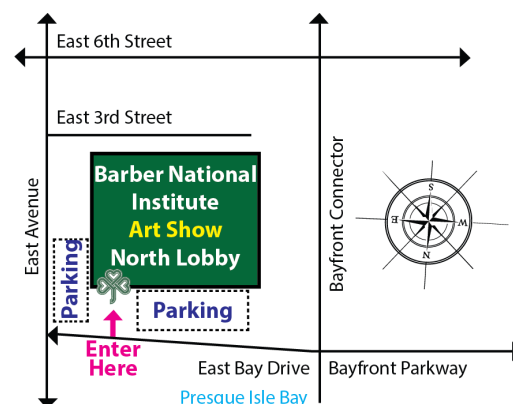 East 6th Street
East 3rd Street
Barber National
Institute
Art Show
North Lobby
East Avenue
Bayfront Connector
S
E
W
N
Parking
Parking
Enter
Here
East Bay Drive
Bayfront Parkway
Presque Isle Bay